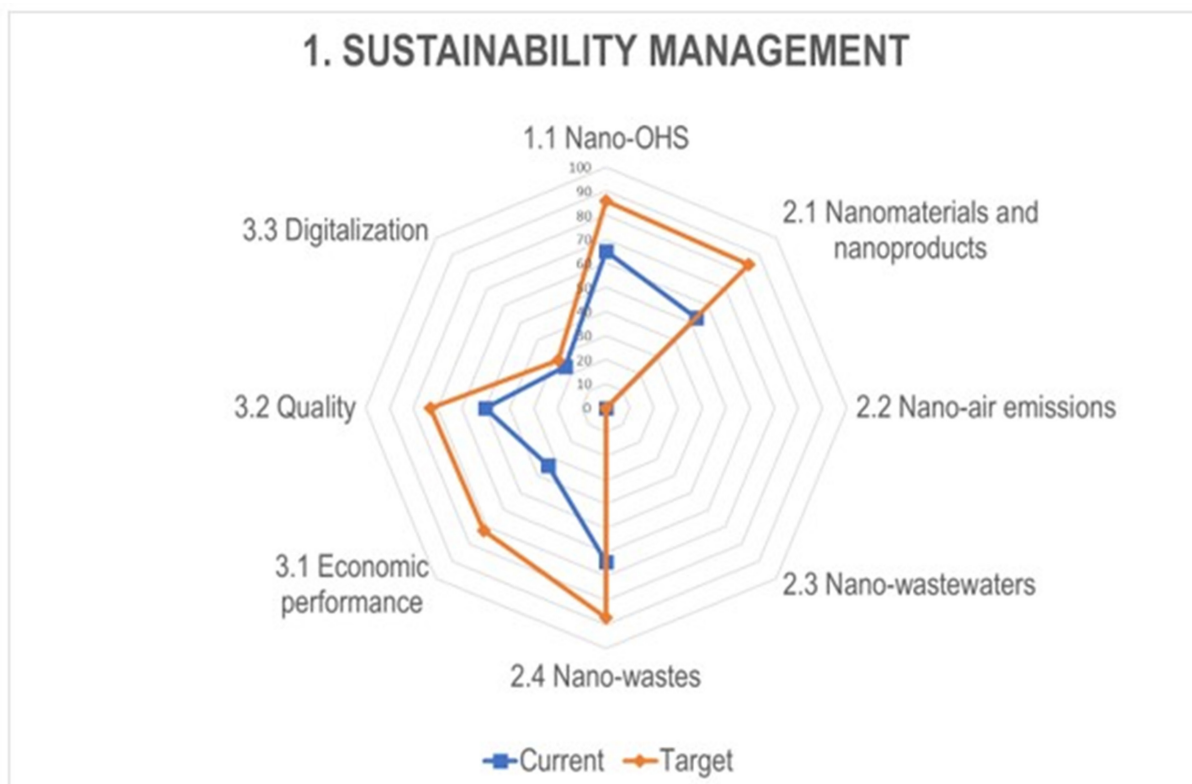 1. SUSTAINABILITY MANAGEMENT
1.1 Nano-OHS
100
90
80
70
60
50
40
30
20
10
0
2.1 Nanomaterials and
nanoproducts
2.2 Nano-air emissions
2.3 Nano-wastewaters
2.4 Nano-wastes
3.1 Economic
performance
3.2 Quality
3.3 Digitalization
Current
Target